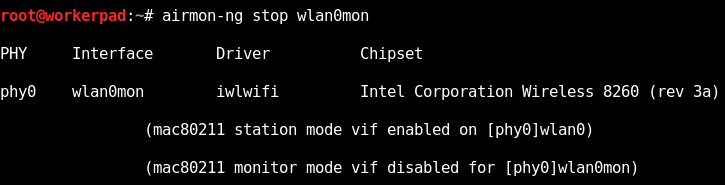 root@workerpad:~# airmon-ng stop wlan0mon
PHY Interface Driver Chipset
phy0 wlan0mon iwlwifi Intel Corporation Wireless 8260 (rev 3a)
(mac80211 station mode vif enabled on [phy0]wlan0)
(mac80211 monitor mode vif disabled for [phy0]wlan0mon)